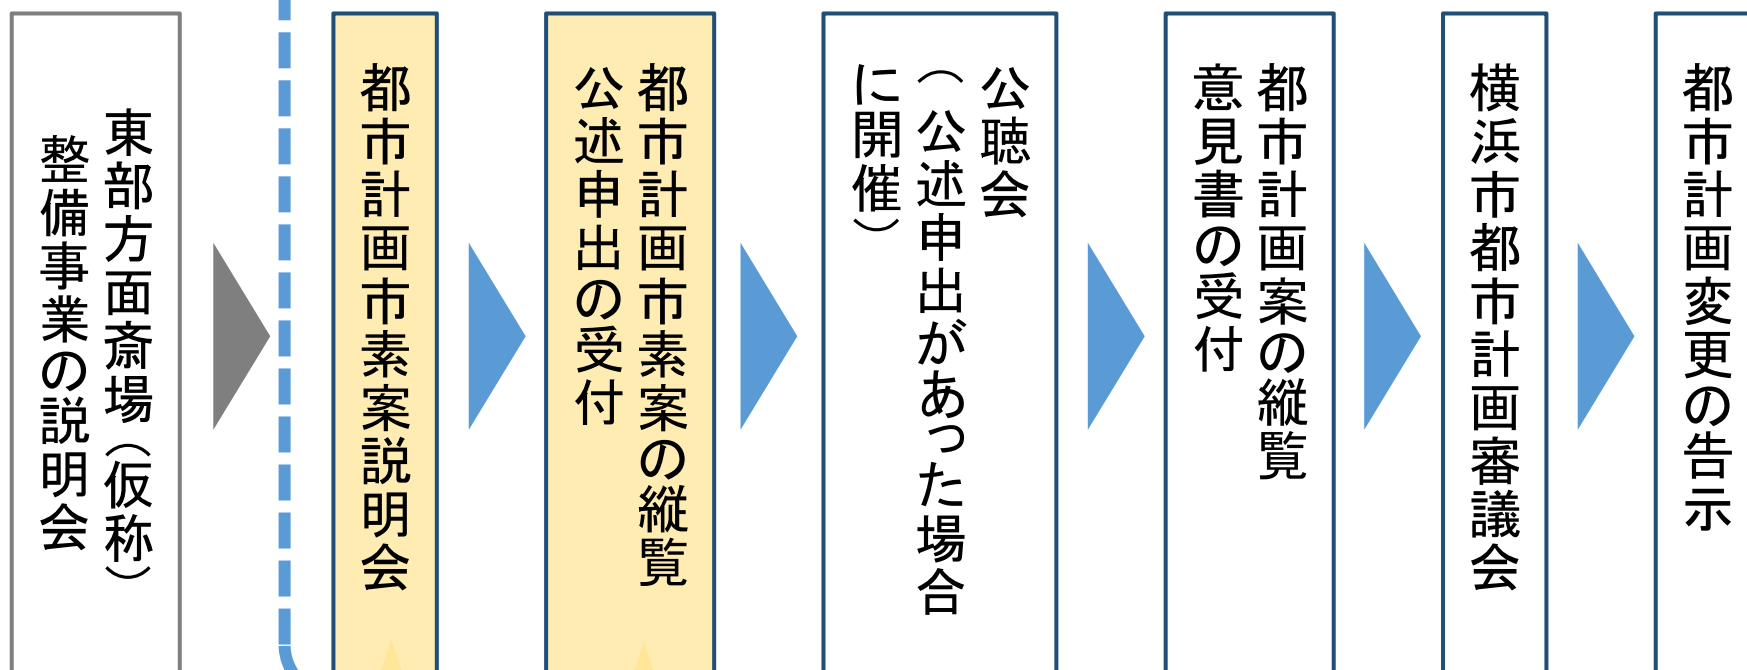 東部方面斎場（仮称）
整備事業の説明会
都市計画市素案説明会
都市計画市素案の縦覧
公述申出の受付
公聴会
（公述申出があった場合
に開催）
都市計画案の縦覧
意見書の受付
横浜市都市計画審議会
都市計画変更の告示